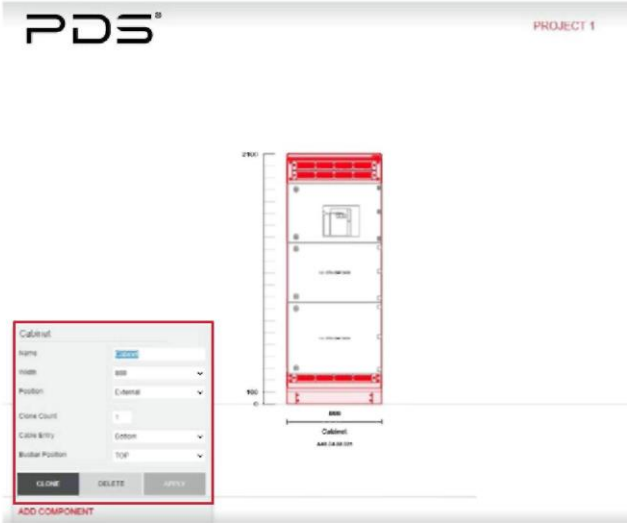 PDS®
PROJECT 1
2100
Cabinet
Name Cabinet
Width 800
Position External
Clone Count 1
Cable Entry Bottom
Busbar Position TOP
CLONE DELETE APPLY
ADD COMPONENT
100
0
800
Cabinet